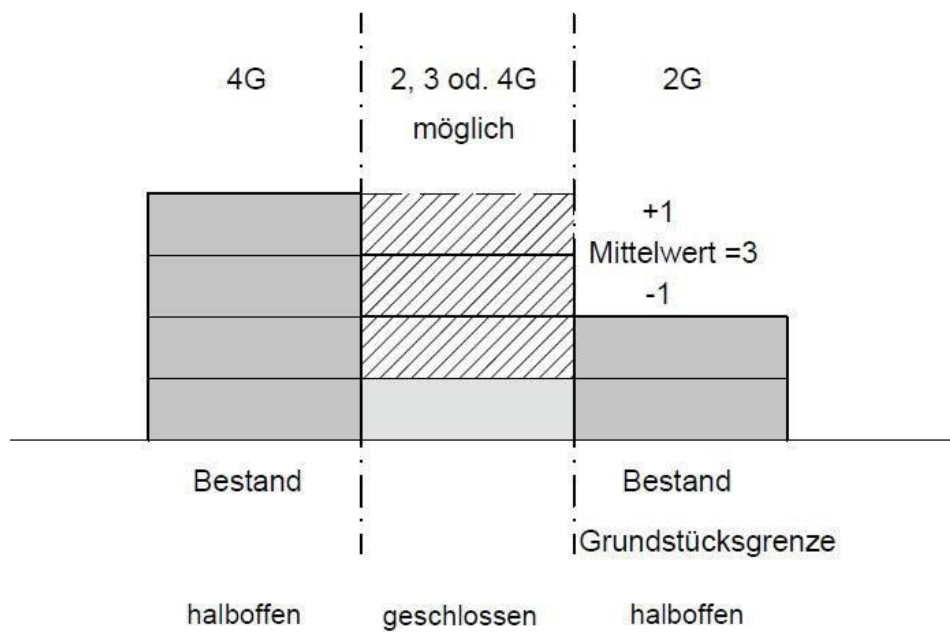 4G
2, 3 od. 4G
möglich
2G
+1
Mittelwert =3
-1
Bestand
Bestand
Grundstücksgrenze
halboffen
geschlossen
halboffen